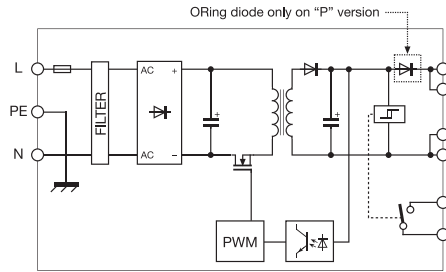 ORing diode only on “P” version
L
PE
N
FILTER
AC
+
AC
−
+
+
PWM